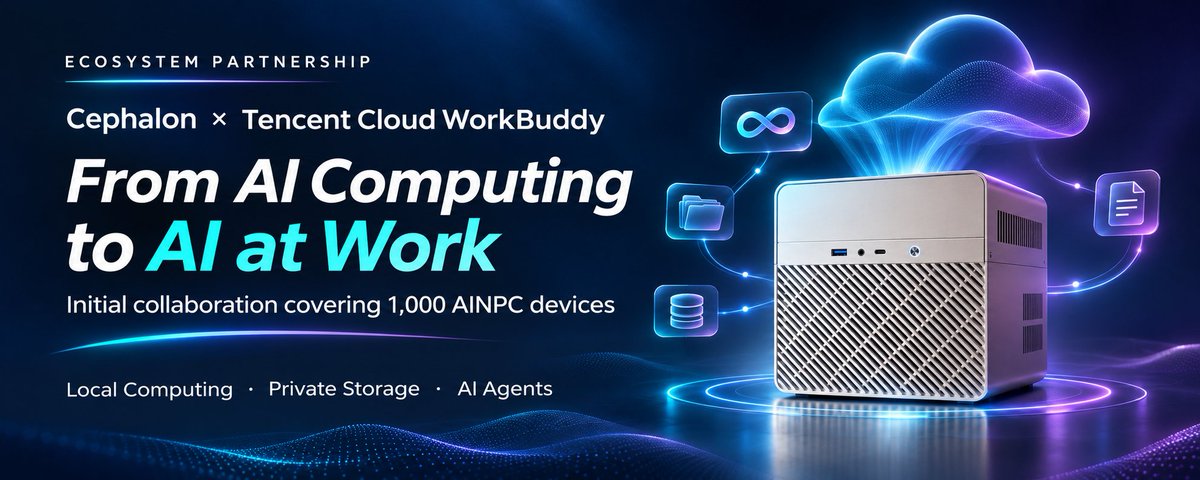 ECOSYSTEM PARTNERSHIP
Cephalon × Tencent Cloud WorkBuddy
From AI Computing
to AI at Work
Initial collaboration covering 1,000 AINPC devices
Local Computing · Private Storage · AI Agents